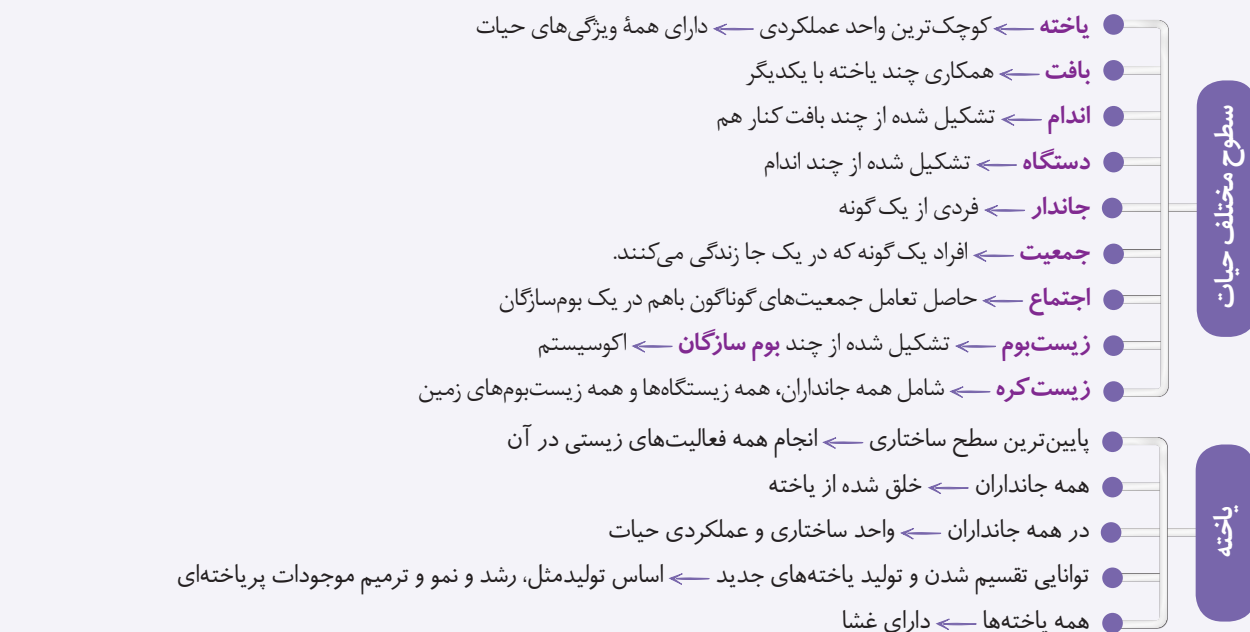 سطوح مختلف حیات
یاخته ← کوچک‌ترین واحد عملکردی ← دارای همۀ ویژگی‌های حیات
بافت ← همکاری چند یاخته با یکدیگر
اندام ← تشکیل شده از چند بافت کنار هم
دستگاه ← تشکیل شده از چند اندام
جاندار ← فردی از یک گونه
جمعیت ← افراد یک گونه که در یک جا زندگی می‌کنند.
اجتماع ← حاصل تعامل جمعیت‌های گوناگون باهم در یک بوم‌سازگان
زیست‌بوم ← تشکیل شده از چند بوم سازگان ← اکوسیستم
زیست‌کره ← شامل همه جانداران، همه زیستگاه‌ها و همه زیست‌بوم‌های زمین
یاخته
پایین‌ترین سطح ساختاری ← انجام همه فعالیت‌های زیستی در آن
همه جانداران ← خلق شده از یاخته
در همه جانداران ← واحد ساختاری و عملکردی حیات
توانایی تقسیم شدن و تولید یاخته‌های جدید ← اساس تولیدمثل، رشد و نمو و ترمیم موجودات پریاخته‌ای
همه یاخته‌ها ← دارای غشا